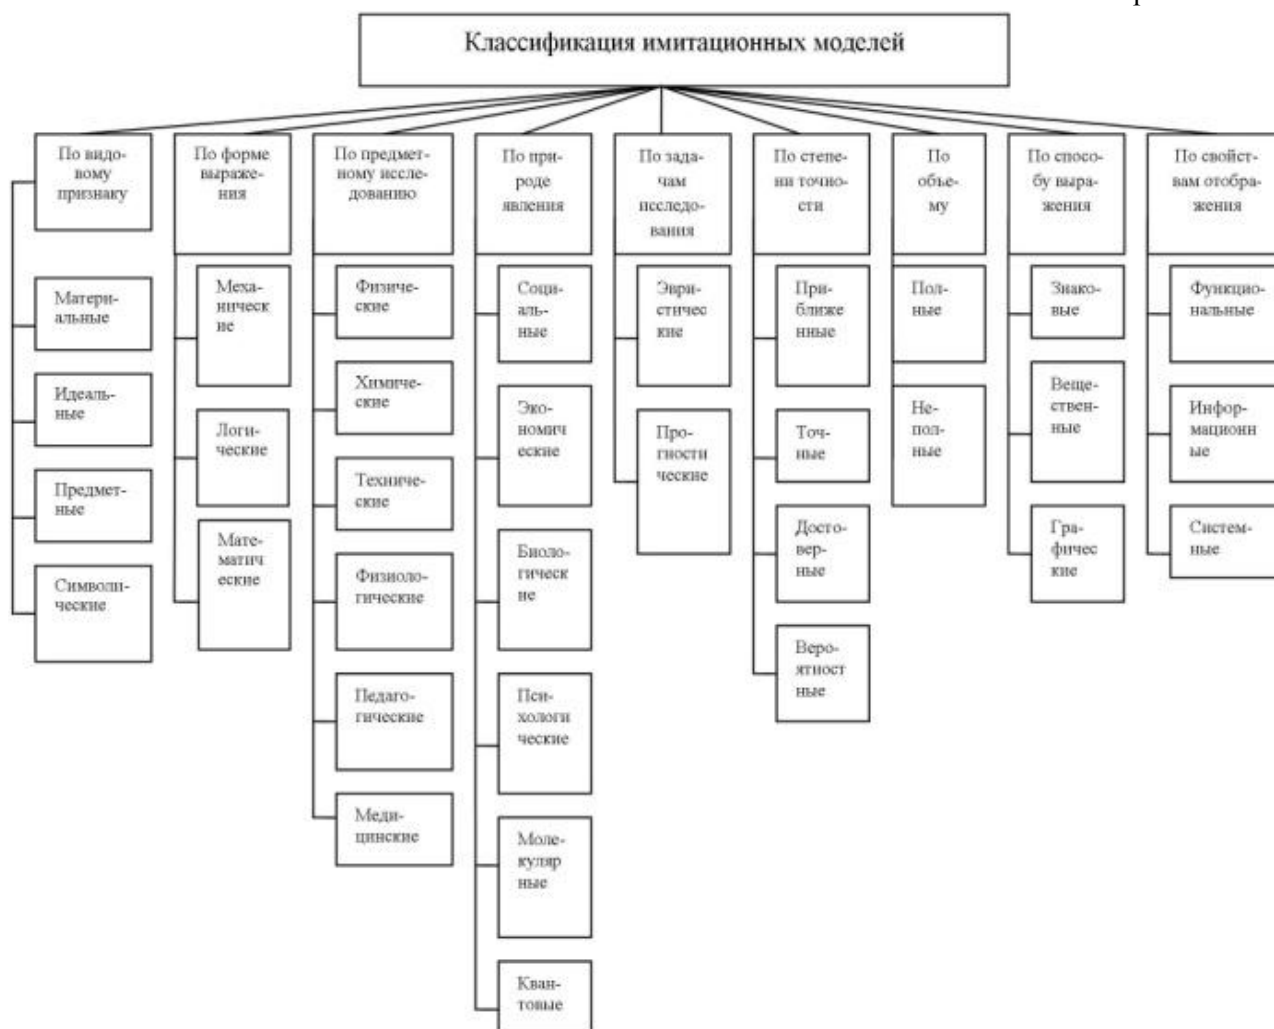 Классификация имитационных моделей
По видо-
вому
признаку
Матери-
альные
Идеаль-
ные
Предмет-
ные
Символи-
ческие
По форме
выраже-
ния
Меха-
ническ
ие
Логи-
ческие
Мате-
матич
еские
По предмет-
ному иссле-
дованию
Физиче-
ские
Химиче-
ские
Техниче-
ские
Физиоло-
гические
Педаго-
гические
Меди-
цинские
По при-
роде
явления
Соци-
аль-
ные
Эко-
номич
еские
Биоло-
гическ
ие
Пси-
хологи
ческие
Моле-
куляр
ные
Кван-
товые
По зада-
чам
исследо-
вания
Эври-
стичес
кие
Про-
гности
ческие
По степе-
ни точно-
сти
При-
ближе
нные
Точ-
ные
Досто-
вер-
ные
Веро-
ятност
ные
По
объе-
му
Пол-
ные
Не-
пол-
ные
По спосо-
бу выра-
жения
Знако-
вые
Веще-
ствен-
ные
Гра-
фичес
кие
По свойст-
вам отобра-
жения
Функцио-
нальные
Инфор-
мационн
ые
Систем-
ные